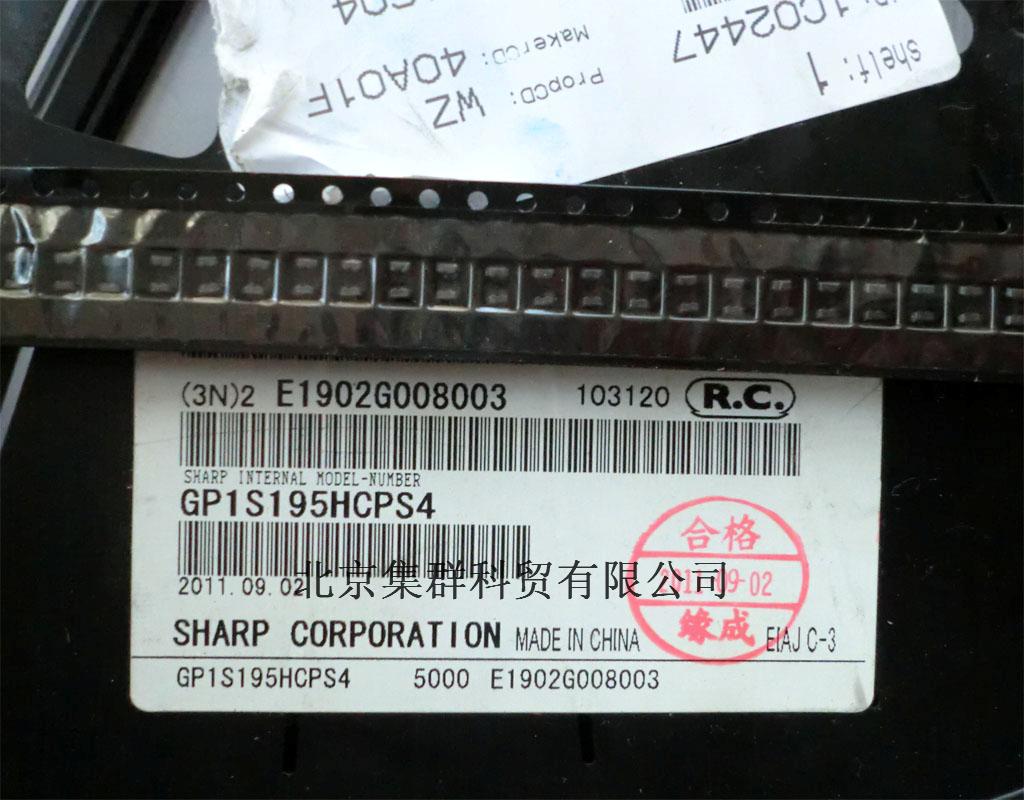 Shelf: 1
1C02447
PropCD: WZ
MakerCD: 40A01F
(3N)2 E1902G008003 103120 R.C.
SHARP INTERNAL MODEL-NUMBER
GP1S195HCPS4
2011.09.02
北京集群科贸有限公司
合格
2011-09-02
缘成
SHARP CORPORATION MADE IN CHINA EIAJ C-3
GP1S195HCPS4 5000 E1902G008003